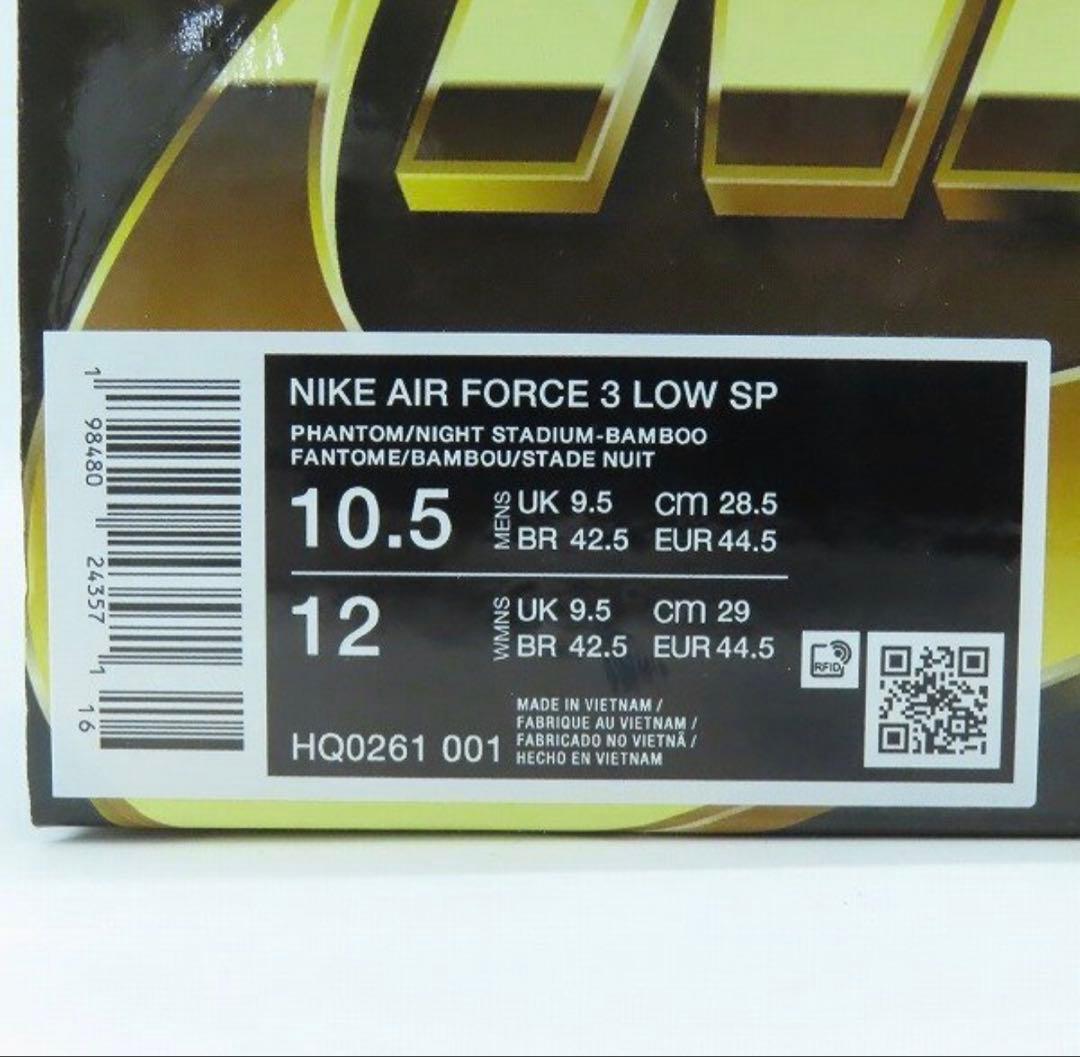 NIKE AIR FORCE 3 LOW SP
PHANTOM/NIGHT STADIUM-BAMBOO
FANTOME/BAMBOU/STADE NUIT
10.5 MENS UK 9.5 cm 28.5
BR 42.5 EUR 44.5
12 WMNS UK 9.5 cm 29
BR 42.5 EUR 44.5
RFID
MADE IN VIETNAM /
FABRIQUE AU VIETNAM /
FABRICADO NO VIETNÃ /
HECHO EN VIETNAM
HQ0261 001
1 98480 24357 1 16